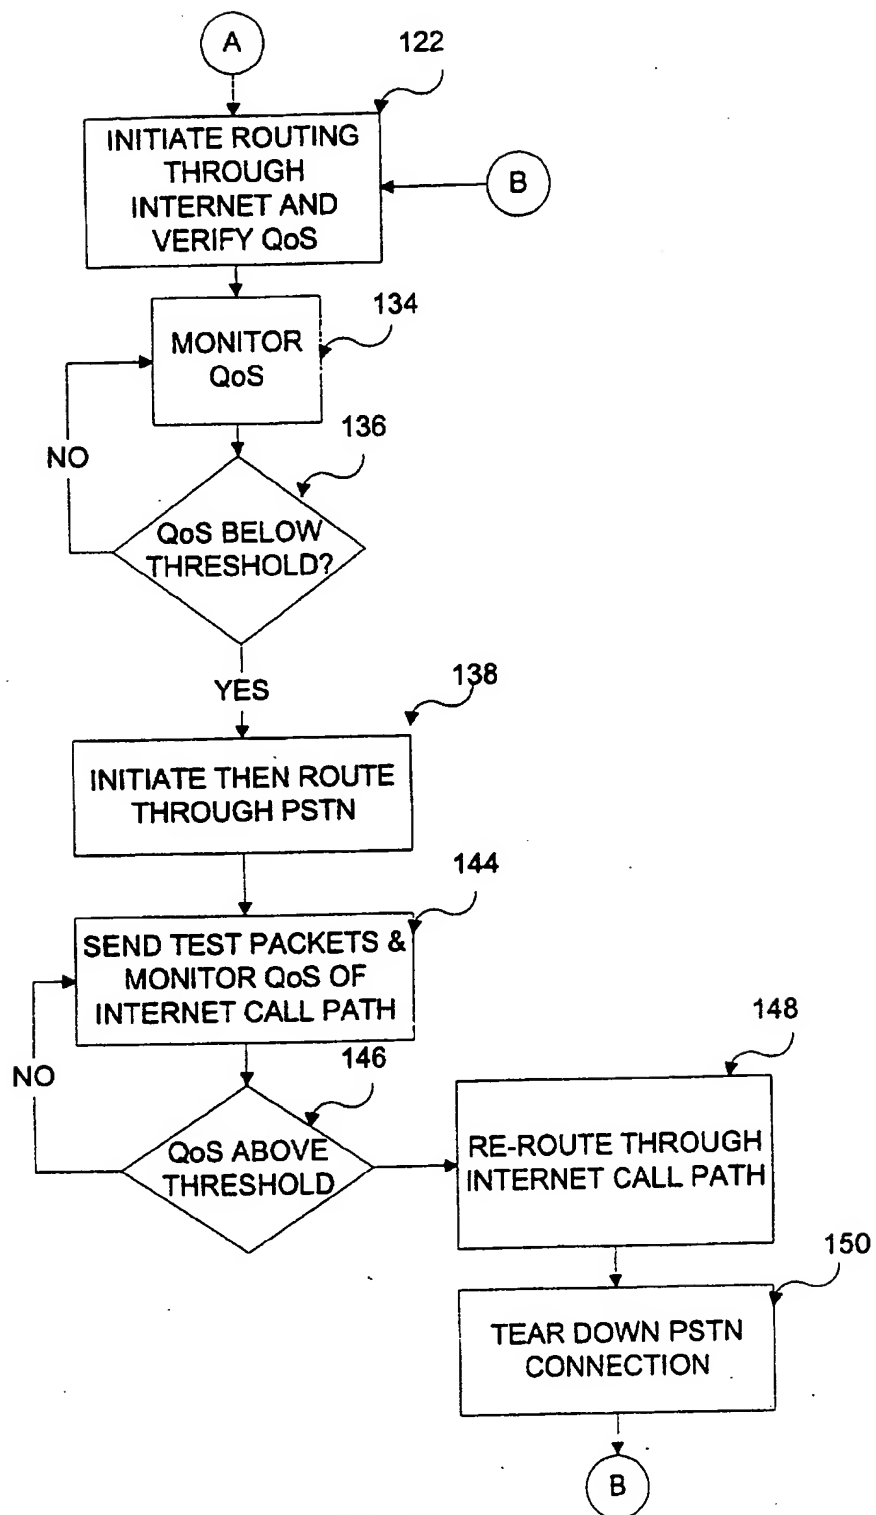 A
122
INITIATE ROUTING
THROUGH
INTERNET AND
VERIFY QoS
B
134
MONITOR
QoS
136
NO
QoS BELOW
THRESHOLD?
YES
138
INITIATE THEN ROUTE
THROUGH PSTN
144
SEND TEST PACKETS &
MONITOR QoS OF
INTERNET CALL PATH
146
NO
QoS ABOVE
THRESHOLD
148
RE-ROUTE THROUGH
INTERNET CALL PATH
150
TEAR DOWN PSTN
CONNECTION
B